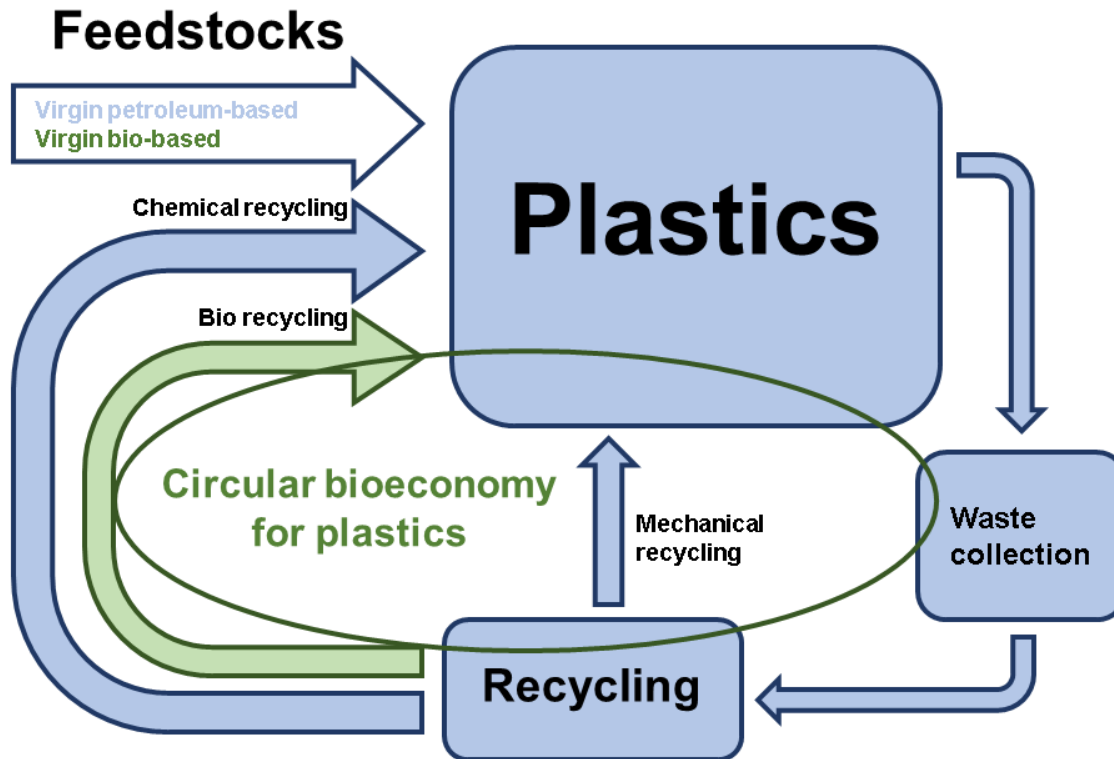 Feedstocks
Virgin petroleum-based
Virgin bio-based
Chemical recycling
Plastics
Bio recycling
Circular bioeconomy
for plastics
Mechanical
recycling
Waste
collection
Recycling